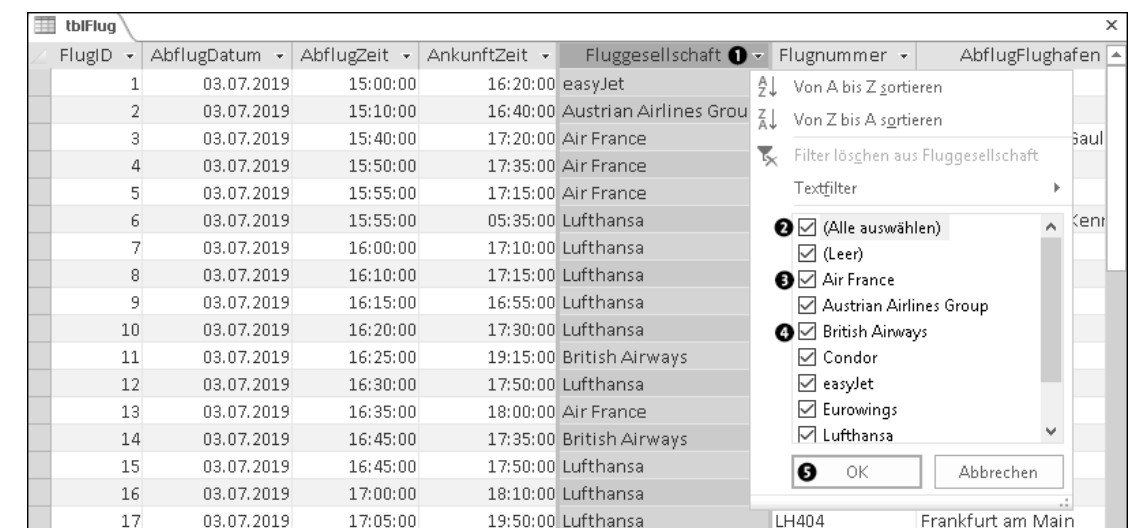 tblFlug
FlugID AbflugDatum AbflugZeit AnkunftZeit Fluggesellschaft 1 Flugnummer AbflugFlughafen
1 03.07.2019 15:00:00 16:20:00 easyJet
2 03.07.2019 15:10:00 16:40:00 Austrian Airlines Grou
3 03.07.2019 15:40:00 17:20:00 Air France Gaul
4 03.07.2019 15:50:00 17:35:00 Air France
5 03.07.2019 15:55:00 17:15:00 Air France
6 03.07.2019 15:55:00 05:35:00 Lufthansa Kenn
7 03.07.2019 16:00:00 17:10:00 Lufthansa
8 03.07.2019 16:10:00 17:15:00 Lufthansa
9 03.07.2019 16:15:00 16:55:00 Lufthansa
10 03.07.2019 16:20:00 17:30:00 Lufthansa
11 03.07.2019 16:25:00 19:15:00 British Airways
12 03.07.2019 16:30:00 17:50:00 Lufthansa
13 03.07.2019 16:35:00 18:00:00 Air France
14 03.07.2019 16:45:00 17:35:00 British Airways
15 03.07.2019 16:45:00 17:50:00 Lufthansa
16 03.07.2019 17:00:00 18:10:00 Lufthansa
17 03.07.2019 17:05:00 19:50:00 Lufthansa LH404 Frankfurt am Main
Von A bis Z sortieren
Von Z bis A sortieren
Filter löschen aus Fluggesellschaft
Textfilter
2 (Alle auswählen)
(Leer)
3 Air France
Austrian Airlines Group
4 British Airways
Condor
easyJet
Eurowings
Lufthansa
5 OK Abbrechen